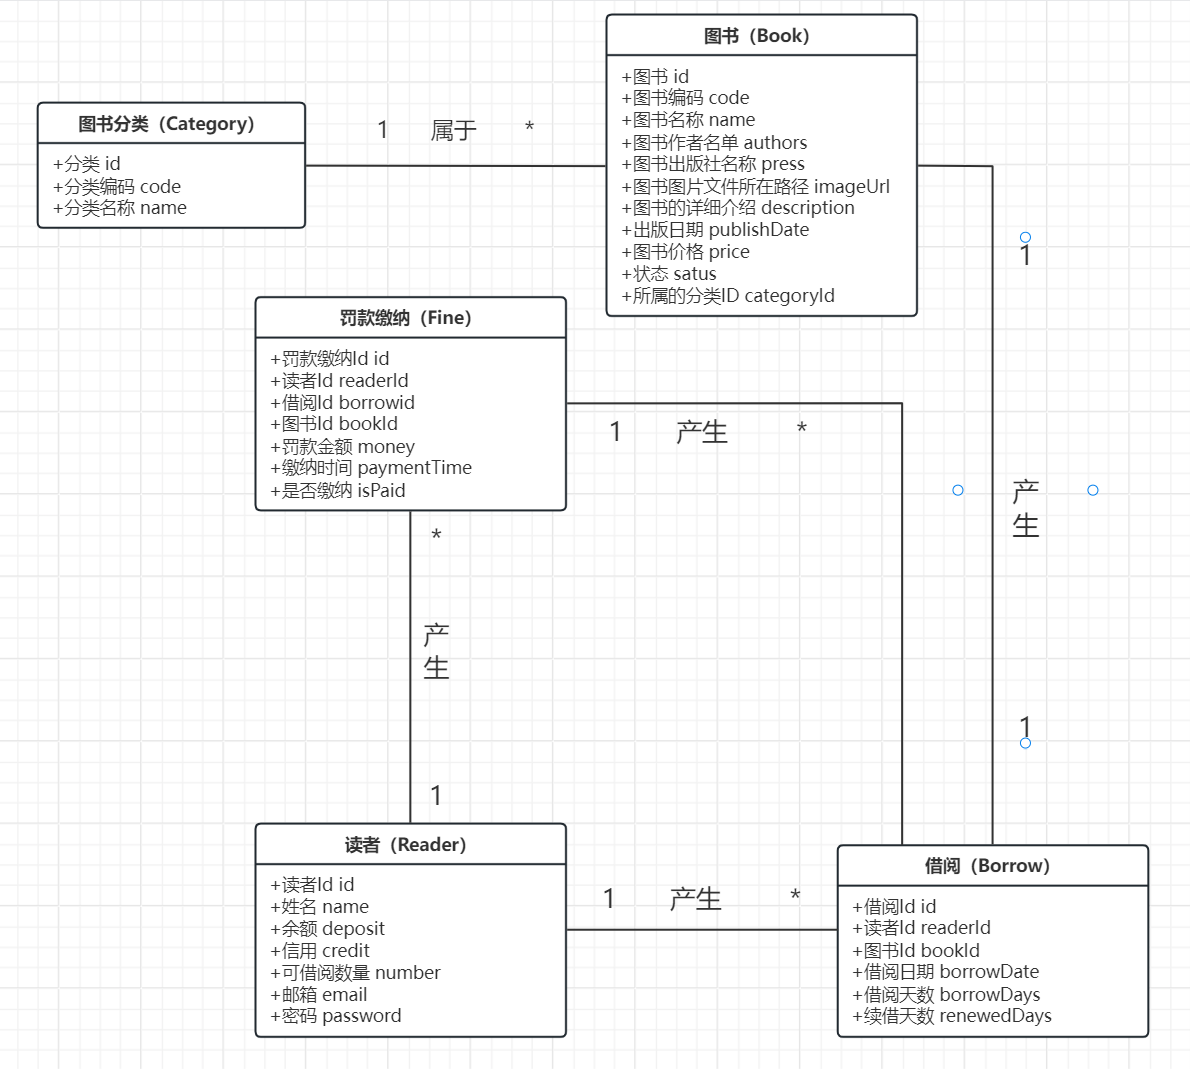 图书（Book）
+图书 id
+图书编码 code
+图书名称 name
+图书作者名单 authors
+图书出版社名称 press
+图书图片文件所在路径 imageUrl
+图书的详细介绍 description
+出版日期 publishDate
+图书价格 price
+状态 satus
+所属的分类ID categoryId
图书分类（Category）
+分类 id
+分类编码 code
+分类名称 name
1 属于 *
罚款缴纳（Fine）
+罚款缴纳Id id
+读者Id readerId
+借阅Id borrowid
+图书Id bookId
+罚款金额 money
+缴纳时间 paymentTime
+是否缴纳 isPaid
1 产生 *
1
产
生
1
*
产
生
1
读者（Reader）
+读者Id id
+姓名 name
+余额 deposit
+信用 credit
+可借阅数量 number
+邮箱 email
+密码 password
1 产生 *
借阅（Borrow）
+借阅Id id
+读者Id readerId
+图书Id bookId
+借阅日期 borrowDate
+借阅天数 borrowDays
+续借天数 renewedDays